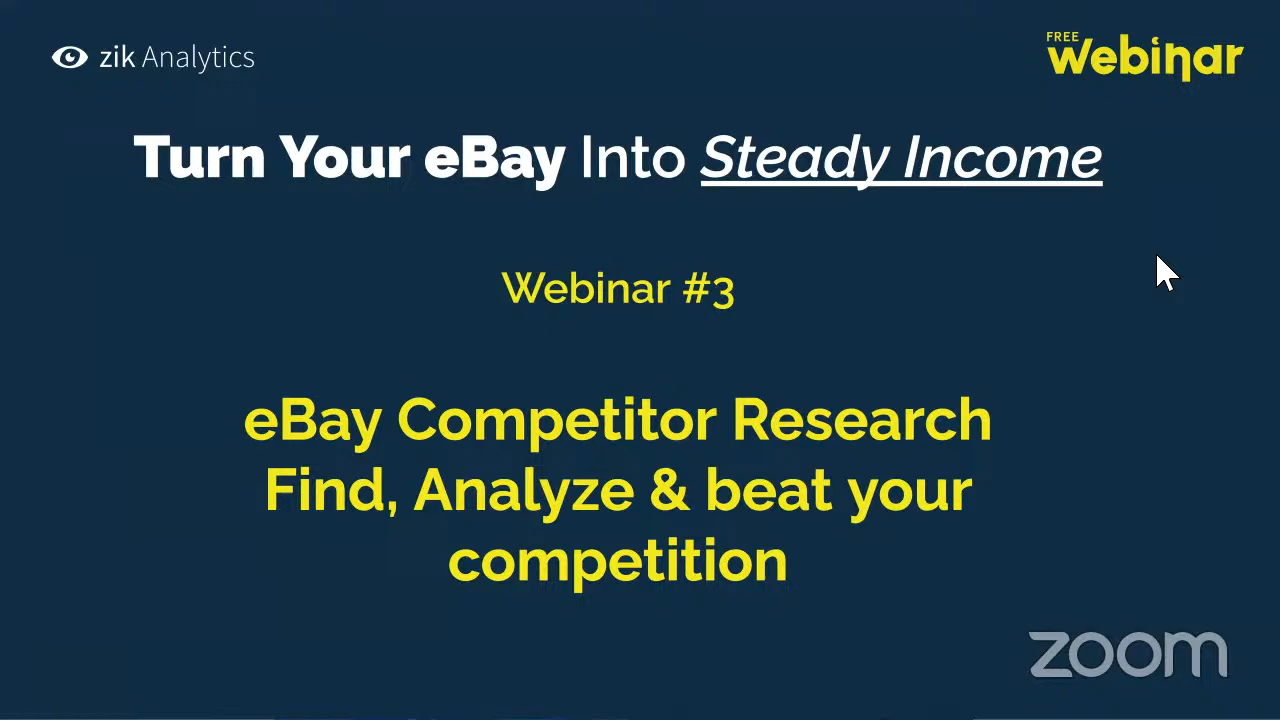 zik Analytics
FREE
Webinar
Turn Your eBay Into Steady Income
Webinar #3
eBay Competitor Research
Find, Analyze & beat your
competition
zoom